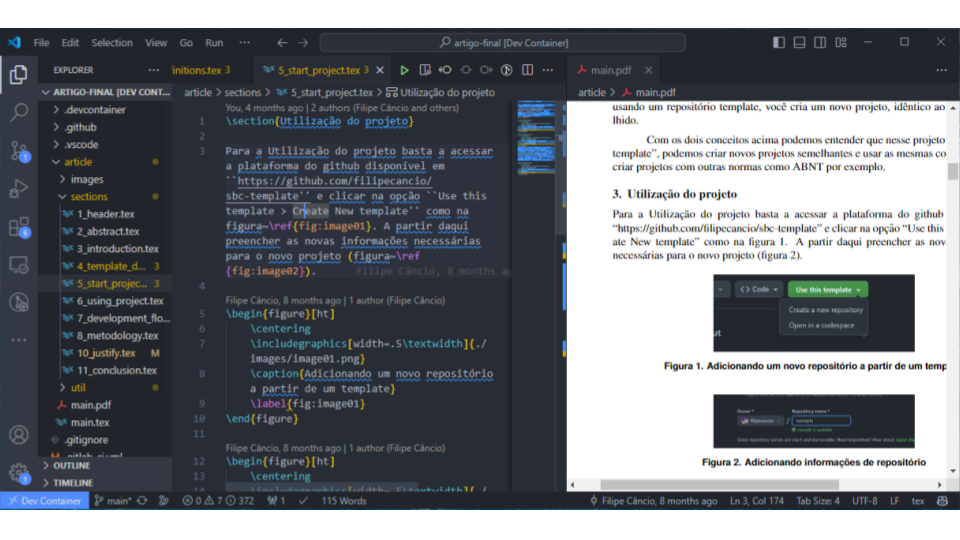 File Edit Selection View Go Run ··· artigo-final [Dev Container]
EXPLORER ···
ARTIGO-FINAL [DEV CONT...
.devcontainer
.github
.vscode
article
images
sections
1_header.tex
2_abstract.tex
3_introduction.tex
4_template_d... 3
5_start_projec... 3
6_using_project.tex
7_development_flo...
8_metodology.tex
10_justify.tex M
11_conclusion.tex
util
main.pdf
main.tex
.gitignore
OUTLINE
TIMELINE
initions.tex 3 5_start_project.tex 3
article > sections > 5_start_project.tex > Utilização do projeto
You, 4 months ago | 2 authors (Filipe Câncio and others)
1 \section{Utilização do projeto}
2
3 Para a Utilização do projeto basta a acessar
a plataforma do github disponível em
``https://github.com/filipecancio/
sbc-template'' e clicar na opção ``Use this
template > Create New template'' como na
figura~\ref{fig:image01}. A partir daqui
preencher as novas informações necessárias
para o novo projeto (figura~\ref
{fig:image02}). Filipe Câncio, 8 months ag
4
Filipe Câncio, 8 months ago | 1 author (Filipe Câncio)
5 \begin{figure}[ht]
6 \centering
7 \includegraphics[width=.5\textwidth]{./
images/image01.png}
8 \caption{Adicionando um novo repositório
a partir de um template}
9 \label{fig:image01}
10 \end{figure}
11
Filipe Câncio, 8 months ago | 1 author (Filipe Câncio)
12 \begin{figure}[ht]
13 \centering
\includegraphics[width=.5\textwidth]{./
main.pdf
article > main.pdf
usando um repositório template, você cria um novo projeto, idêntico ao
lhido.
Com os dois conceitos acima podemos entender que nesse projeto
template”, podemos criar novos projetos semelhantes e usar as mesmas co
criar projetos com outras normas como ABNT por exemplo.
3. Utilização do projeto
Para a Utilização do projeto basta a acessar a plataforma do github
“https://github.com/filipecancio/sbc-template” e clicar na opção “Use this
ate New template” como na figura 1. A partir daqui preencher as nov
necessárias para o novo projeto (figura 2).
<> Code Use this template
Create a new repository
Open in a codespace
ut
Figura 1. Adicionando um novo repositório a partir de um temp
Owner * Repository name *
filipecancio / exemplo
Figura 2. Adicionando informações de repositório
Dev Container main* 0 7 372 1 115 Words Filipe Câncio, 8 months ago Ln 3, Col 174 Tab Size: 4 UTF-8 LF tex